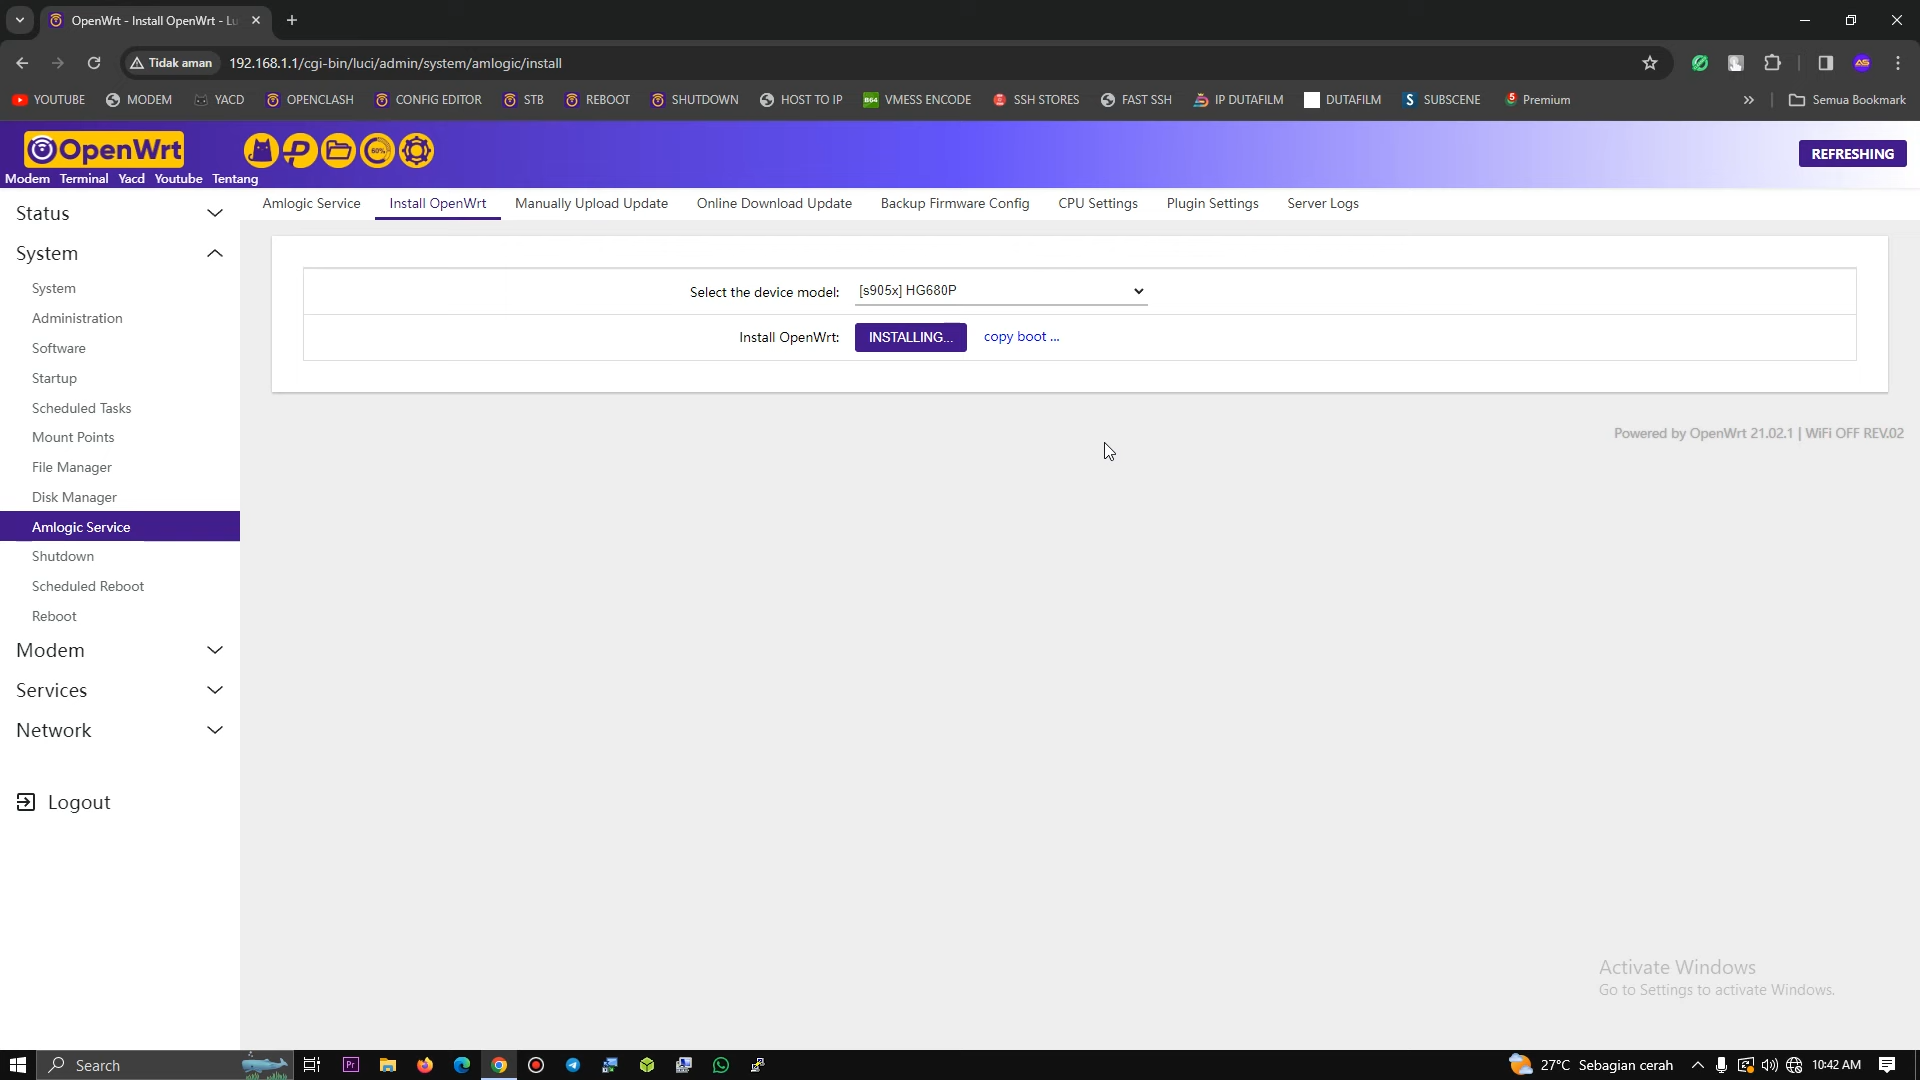 OpenWrt - Install OpenWrt - Lu
Tidak aman
192.168.1.1/cgi-bin/luci/admin/system/amlogic/install
AS
YOUTUBE
MODEM
YACD
OPENCLASH
CONFIG EDITOR
STB
REBOOT
SHUTDOWN
HOST TO IP
B64
VMESS ENCODE
SSH STORES
FAST SSH
IP DUTAFILM
DUTAFILM
S
SUBSCENE
5
Premium
Semua Bookmark
OpenWrt
60%
REFRESHING
Modem Terminal Yacd Youtube Tentang
Status
System
System
Administration
Software
Startup
Scheduled Tasks
Mount Points
File Manager
Disk Manager
Amlogic Service
Shutdown
Scheduled Reboot
Reboot
Modem
Services
Network
Logout
Amlogic Service
Install OpenWrt
Manually Upload Update
Online Download Update
Backup Firmware Config
CPU Settings
Plugin Settings
Server Logs
Select the device model:
[s905x] HG680P
Install OpenWrt:
INSTALLING...
copy boot ...
Powered by OpenWrt 21.02.1 | WiFi OFF REV.02
Activate Windows
Go to Settings to activate Windows.
Search
Pr
27°C Sebagian cerah
10:42 AM